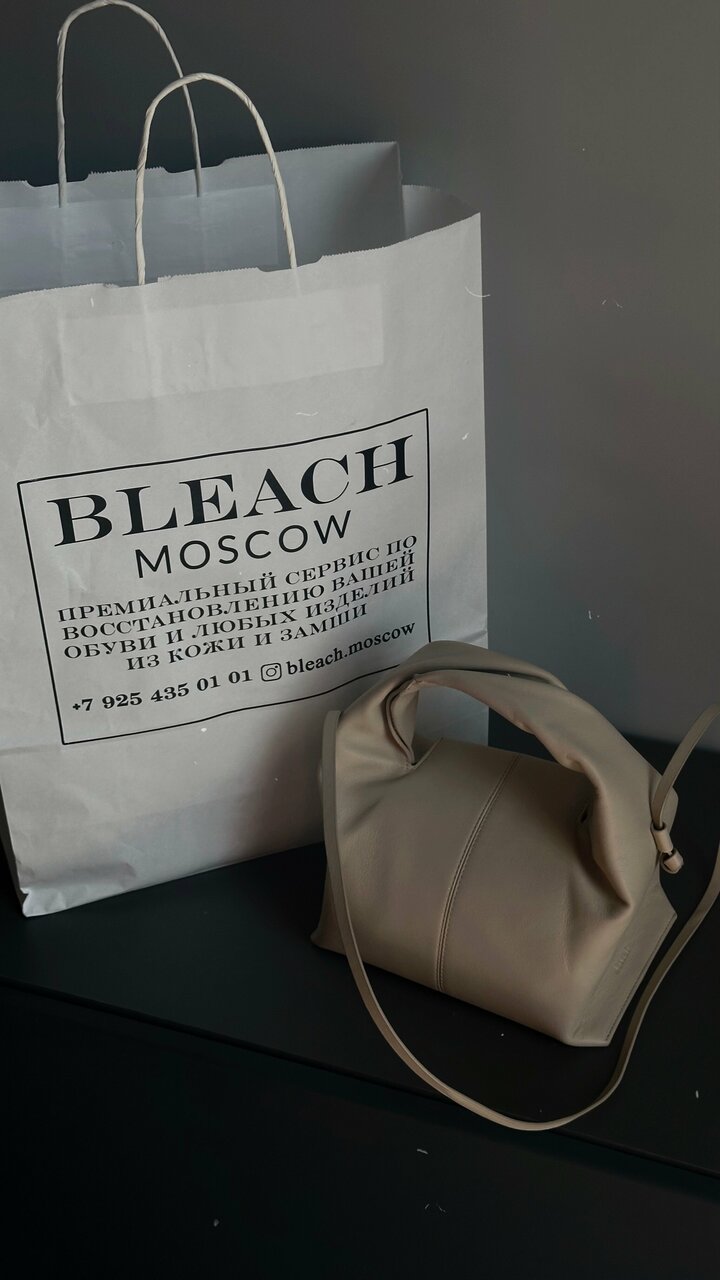 BLEACH
MOSCOW
ПРЕМИАЛЬНЫЙ СЕРВИС ПО
ВОССТАНОВЛЕНИЮ ВАШЕЙ
ОБУВИ И ЛЮБЫХ ИЗДЕЛИЙ
ИЗ КОЖИ И ЗАМШИ
+7 925 435 01 01 bleach.moscow